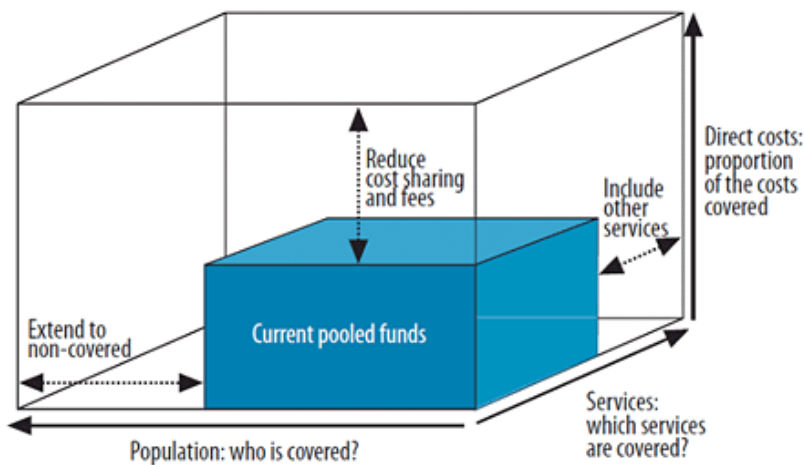 Reduce
cost sharing
and fees
Include
other
services
Direct costs:
proportion
of the costs
covered
Extend to
non-covered
Current pooled funds
Population: who is covered?
Services:
which services
are covered?